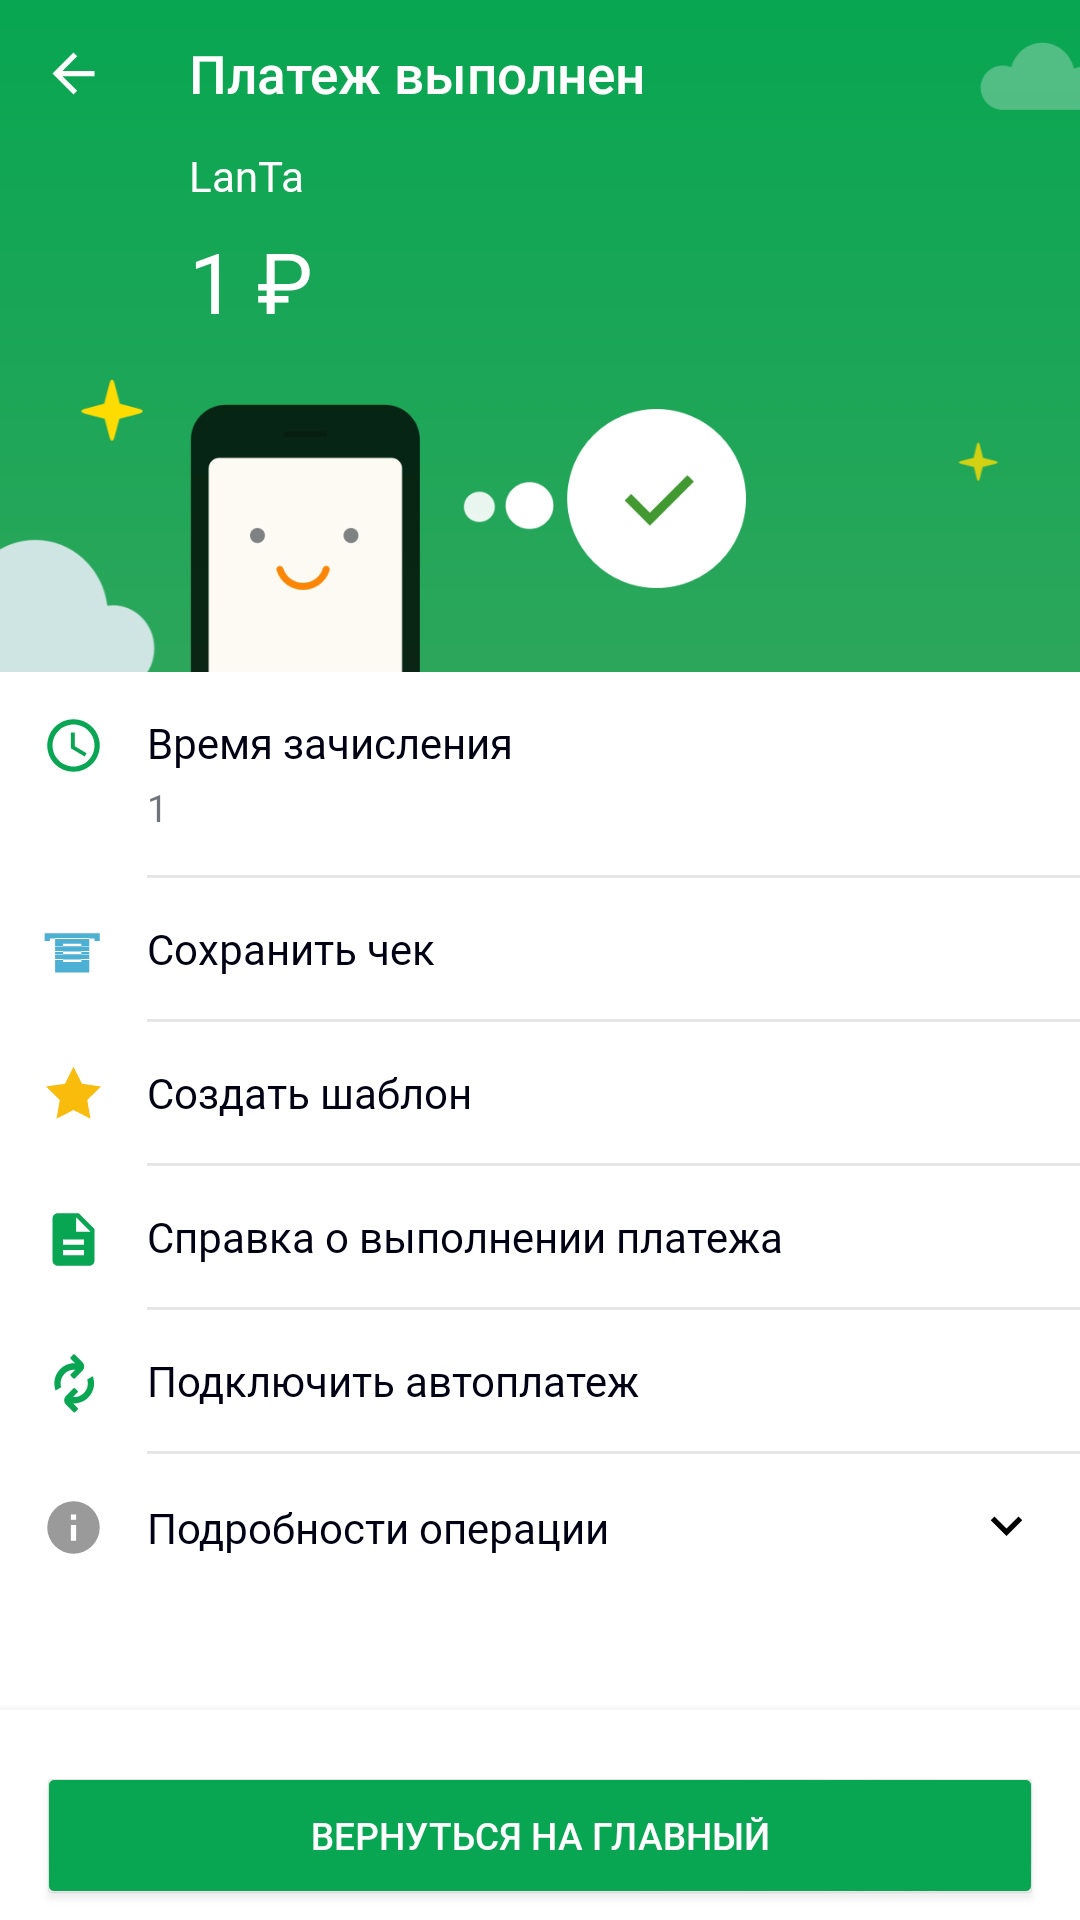 Платеж выполнен
LanTa
1 ₽
Время зачисления
1
Сохранить чек
Создать шаблон
Справка о выполнении платежа
Подключить автоплатеж
Подробности операции
ВЕРНУТЬСЯ НА ГЛАВНЫЙ